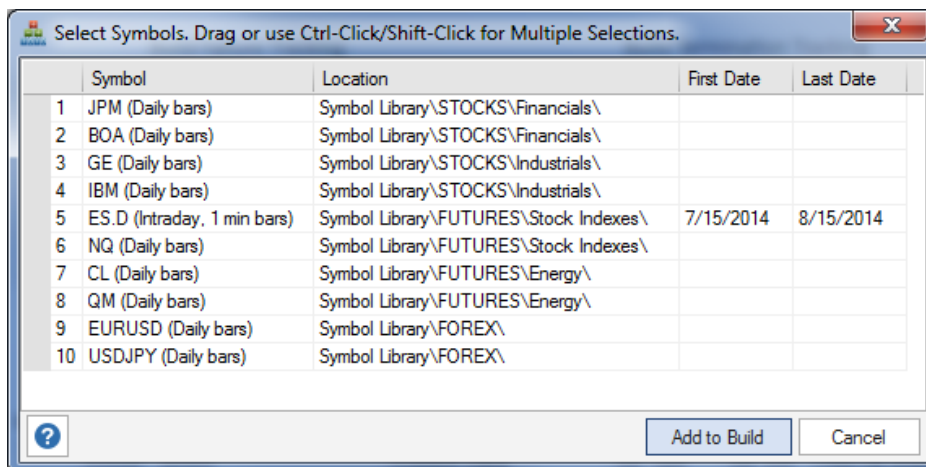 Select Symbols. Drag or use Ctrl-Click/Shift-Click for Multiple Selections.
Symbol Location First Date Last Date
1 JPM (Daily bars) Symbol Library\STOCKS\Financials\
2 BOA (Daily bars) Symbol Library\STOCKS\Financials\
3 GE (Daily bars) Symbol Library\STOCKS\Industrials\
4 IBM (Daily bars) Symbol Library\STOCKS\Industrials\
5 ES.D (Intraday, 1 min bars) Symbol Library\FUTURES\Stock Indexes\ 7/15/2014 8/15/2014
6 NQ (Daily bars) Symbol Library\FUTURES\Stock Indexes\
7 CL (Daily bars) Symbol Library\FUTURES\Energy\
8 QM (Daily bars) Symbol Library\FUTURES\Energy\
9 EURUSD (Daily bars) Symbol Library\FOREX\
10 USDJPY (Daily bars) Symbol Library\FOREX\
? Add to Build Cancel